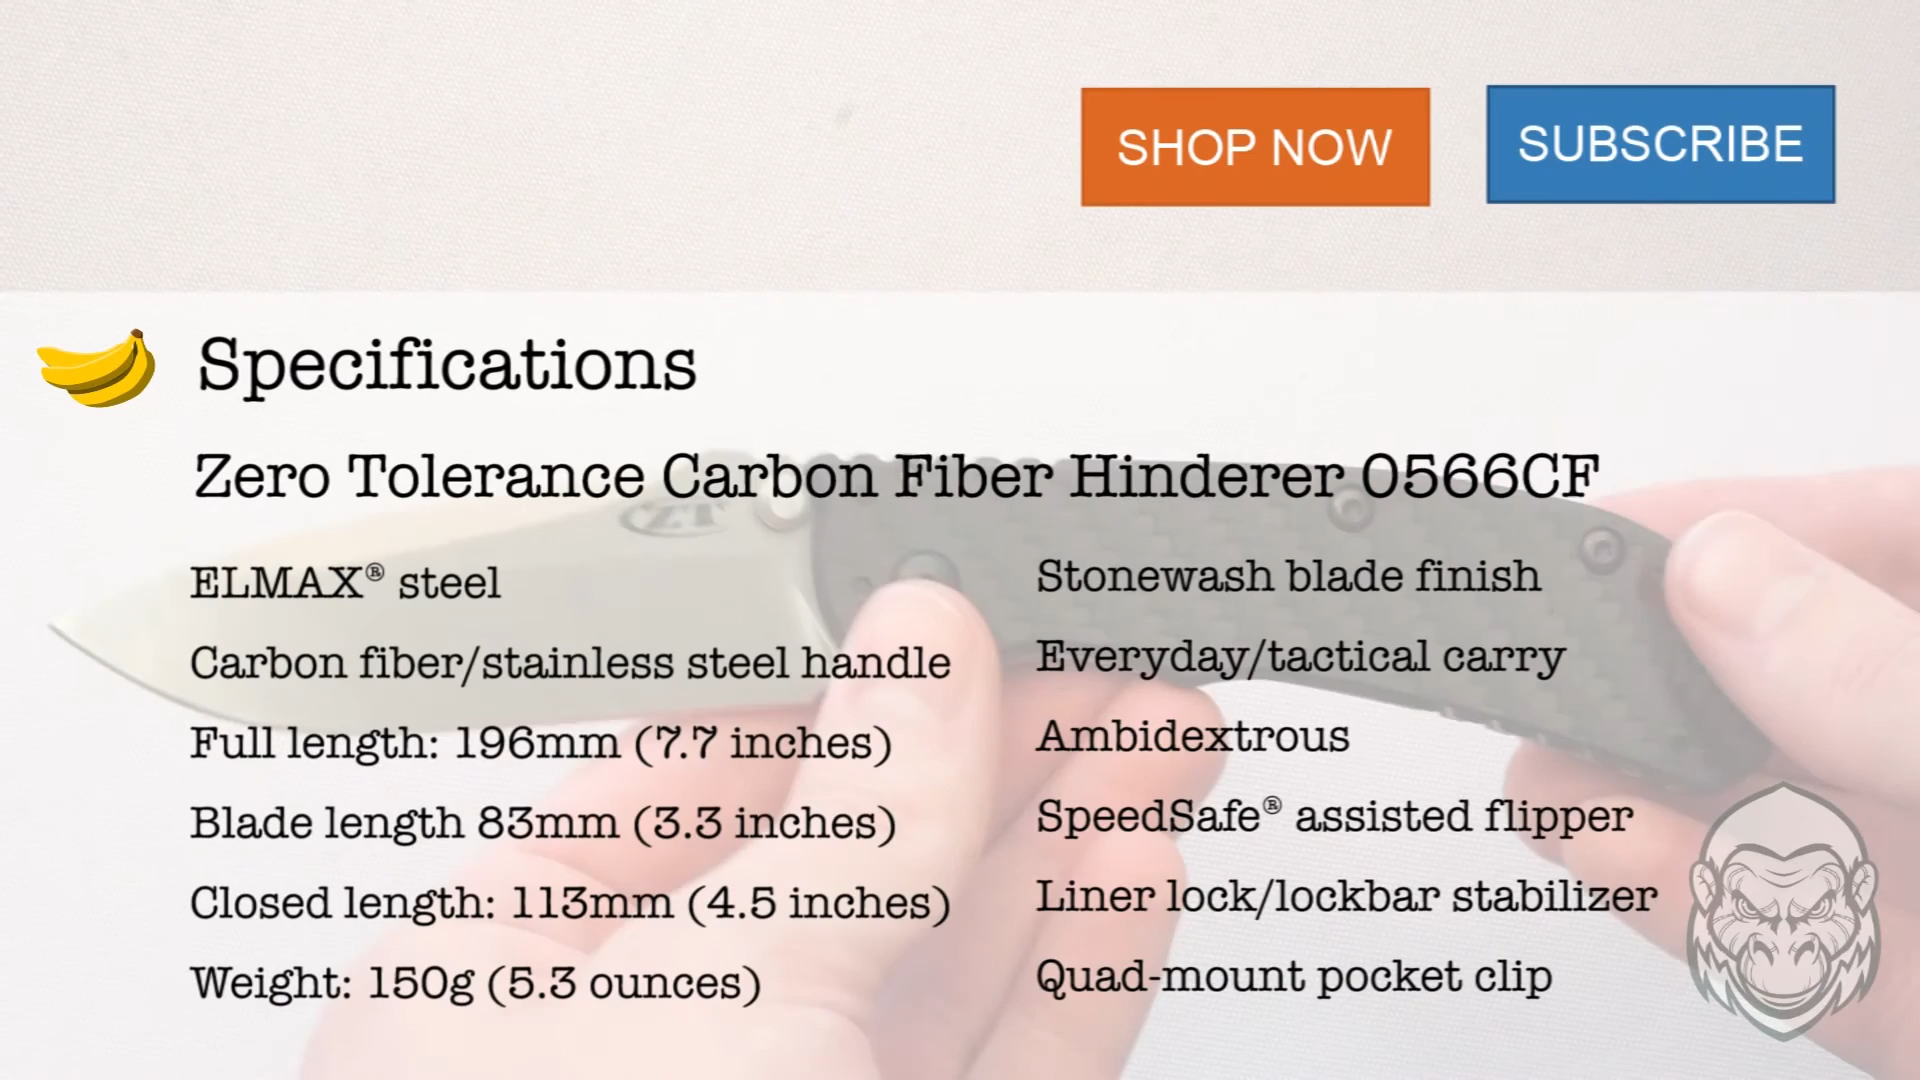 SHOP NOW
SUBSCRIBE
Specifications
Zero Tolerance Carbon Fiber Hinderer 0566CF
ZT
ELMAX® steel
Carbon fiber/stainless steel handle
Full length: 196mm (7.7 inches)
Blade length 83mm (3.3 inches)
Closed length: 113mm (4.5 inches)
Weight: 150g (5.3 ounces)
Stonewash blade finish
Everyday/tactical carry
Ambidextrous
SpeedSafe® assisted flipper
Liner lock/lockbar stabilizer
Quad-mount pocket clip